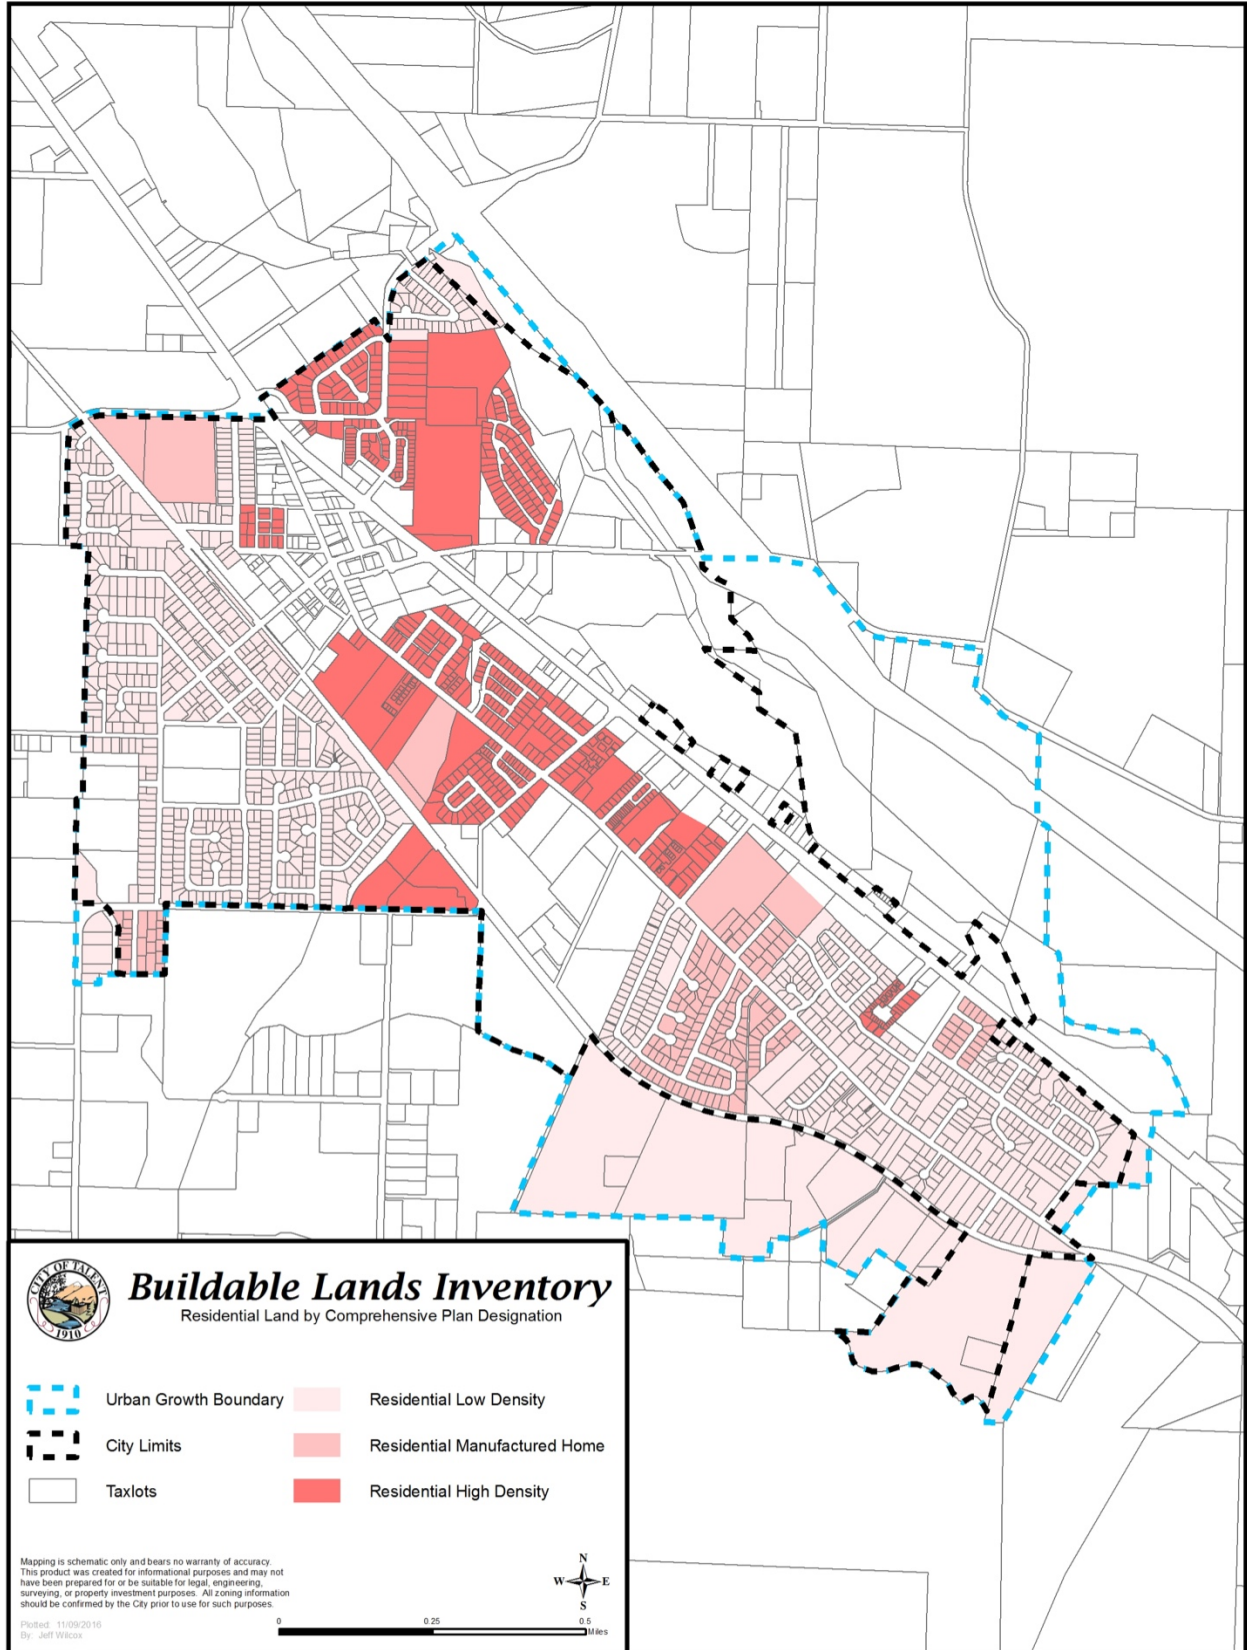 CITY OF TALENT
1910
Buildable Lands Inventory
Residential Land by Comprehensive Plan Designation
Urban Growth Boundary
Residential Low Density
City Limits
Residential Manufactured Home
Taxlots
Residential High Density
Mapping is schematic only and bears no warranty of accuracy.
This product was created for informational purposes and may not
have been prepared for or be suitable for legal, engineering,
surveying, or property investment purposes. All zoning information
should be confirmed by the City prior to use for such purposes.
Plotted: 11/09/2016
By: Jeff Wilcox
N
W E
S
0 0.25 0.5
Miles